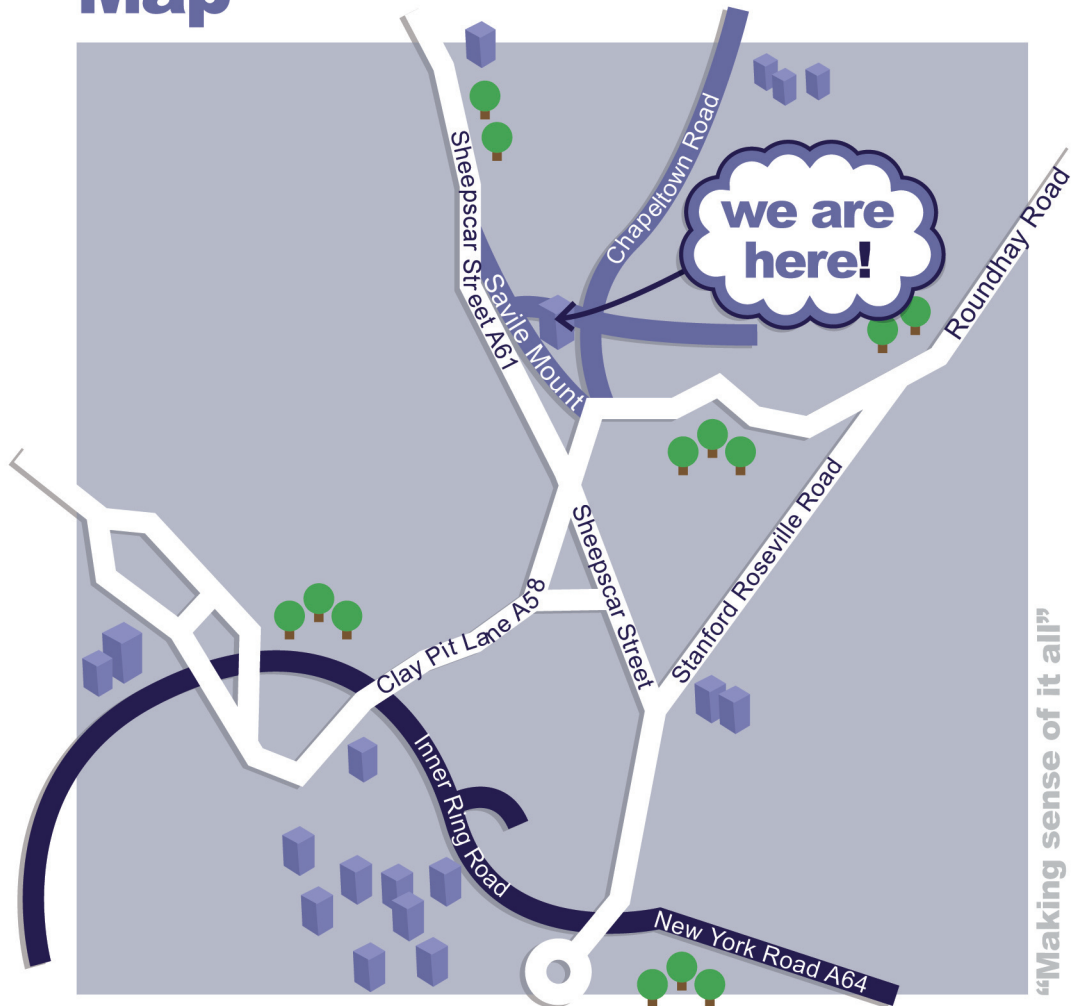 Map
Sheepscar Street A61
Chapeltown Road
we are
here!
Roundhay Road
Savile Mount
Sheepscar Street
Stanford Roseville Road
Clay Pit Lane A58
Inner Ring Road
New York Road A64
“Making sense of it all”